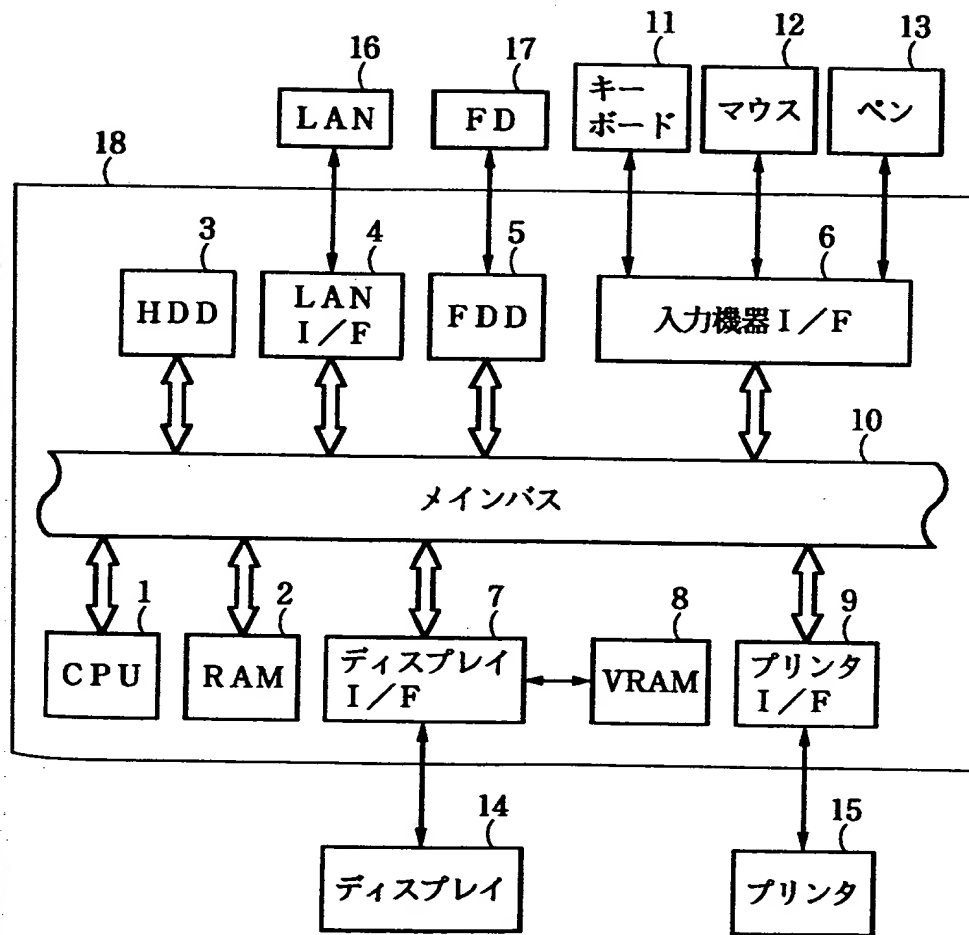 11
12
13
16
17
キー
ボード
マウス
ペン
LAN
FD
18
3
4
5
6
HDD
LAN
I/F
FDD
入力機器I/F
10
メインバス
1
2
7
8
9
CPU
RAM
ディスプレイ
I/F
VRAM
プリンタ
I/F
14
15
ディスプレイ
プリンタ